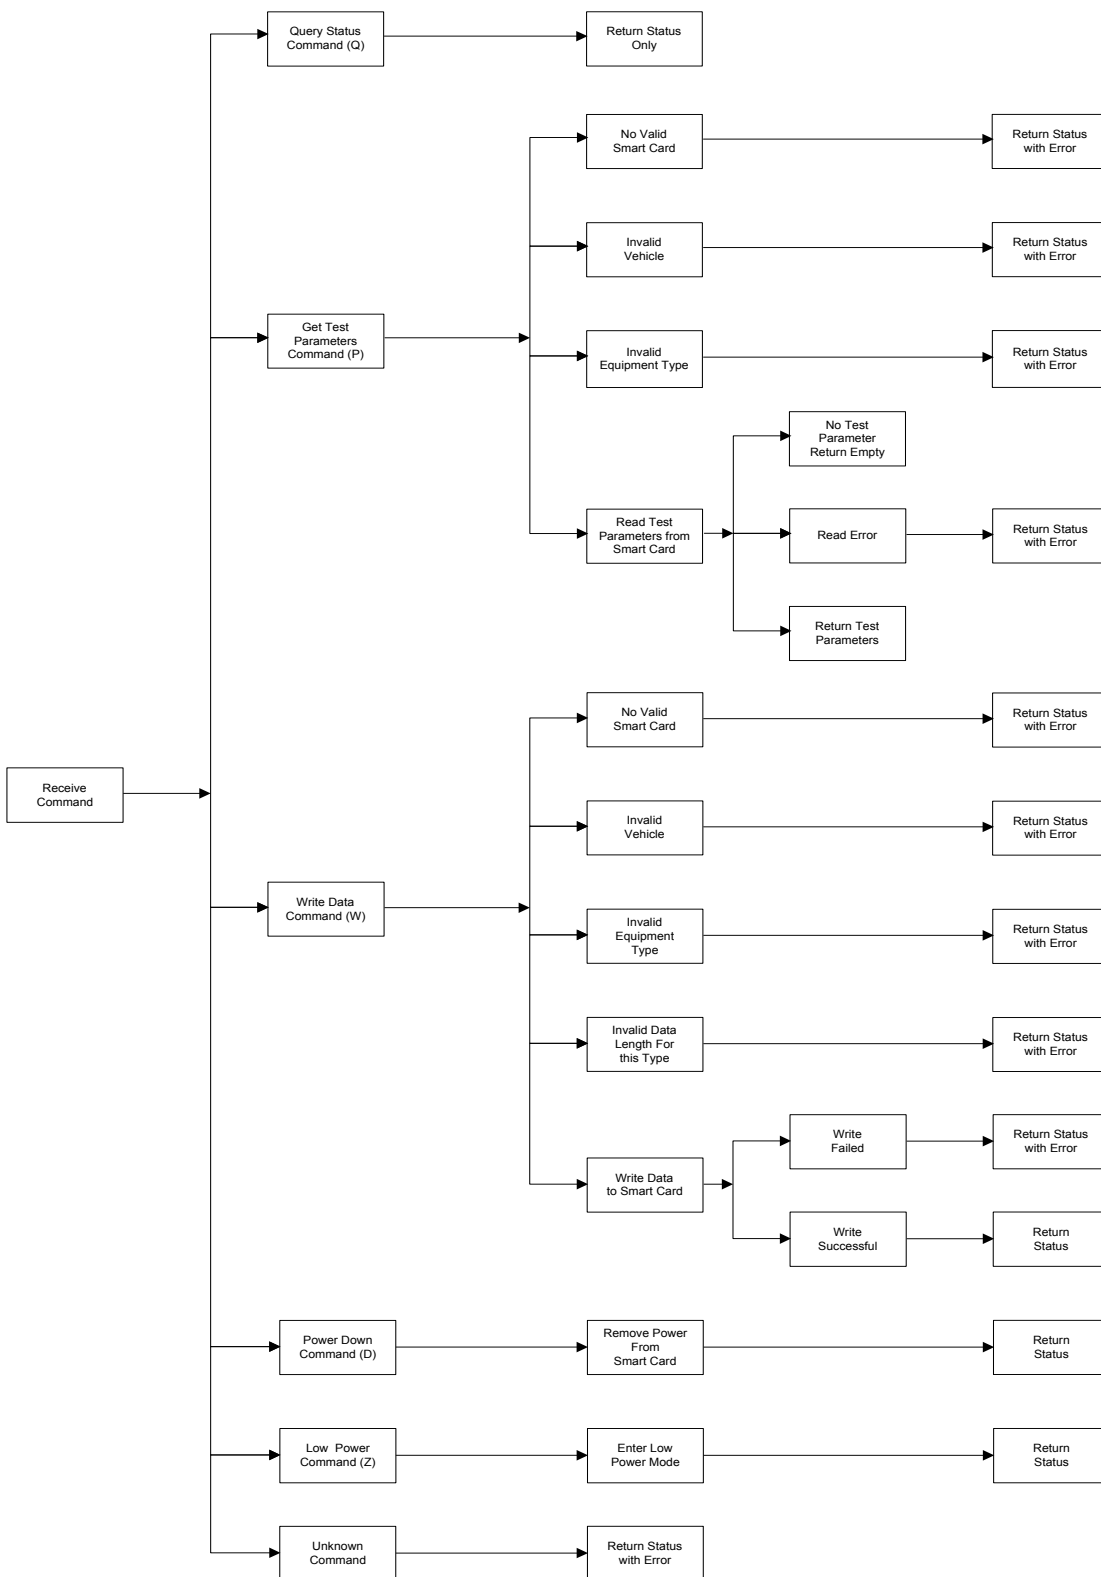 Query Status
Command (Q)
Return Status
Only
No Valid
Smart Card
Return Status
with Error
Invalid
Vehicle
Return Status
with Error
Get Test
Parameters
Command (P)
Invalid
Equipment Type
Return Status
with Error
No Test
Parameter
Return Empty
Read Test
Parameters from
Smart Card
Read Error
Return Status
with Error
Return Test
Parameters
No Valid
Smart Card
Return Status
with Error
Receive
Command
Invalid
Vehicle
Return Status
with Error
Write Data
Command (W)
Invalid
Equipment
Type
Return Status
with Error
Invalid Data
Length For
this Type
Return Status
with Error
Write
Failed
Return Status
with Error
Write Data
to Smart Card
Write
Successful
Return
Status
Power Down
Command (D)
Remove Power
From
Smart Card
Return
Status
Low Power
Command (Z)
Enter Low
Power Mode
Return
Status
Unknown
Command
Return Status
with Error